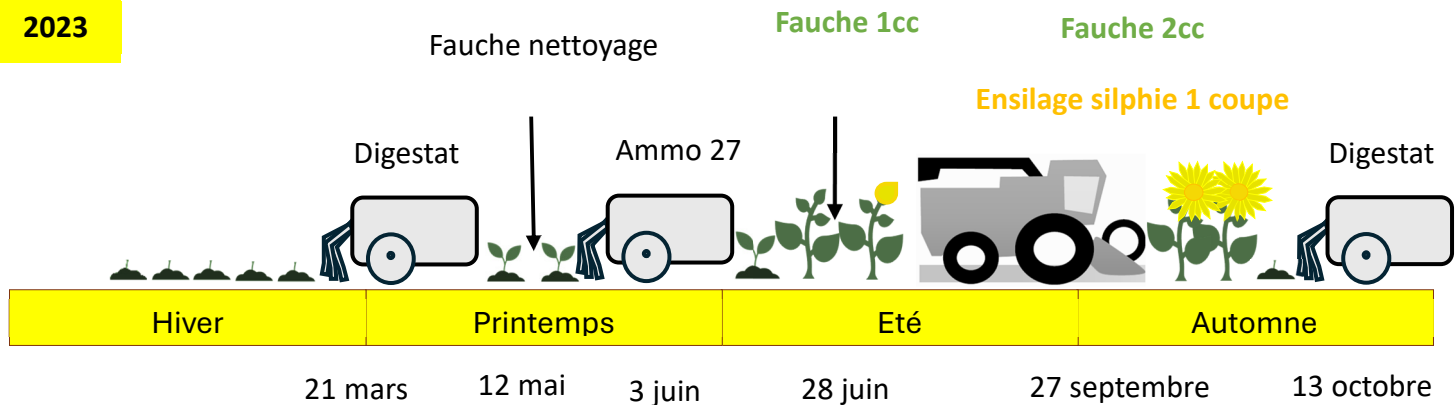 2023
Fauche nettoyage
Fauche 1cc
Fauche 2cc
Ensilage silphie 1 coupe
Digestat
Ammo 27
Digestat
Hiver
Printemps
Eté
Automne
21 mars
12 mai
3 juin
28 juin
27 septembre
13 octobre